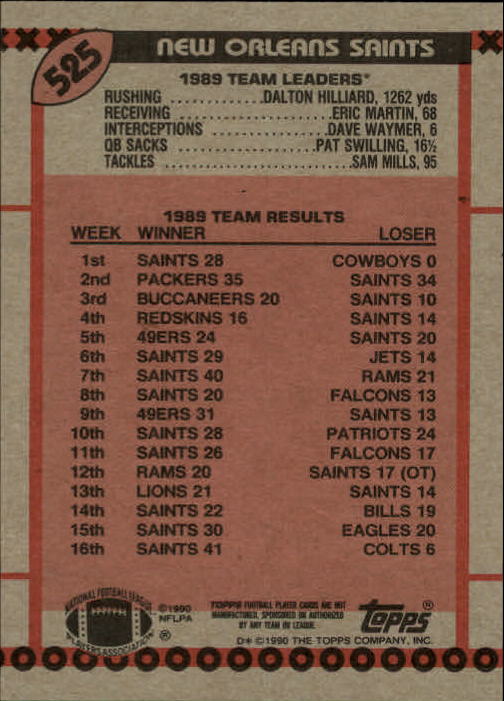 525
NEW ORLEANS SAINTS
1989 TEAM LEADERS*
RUSHING ..............DALTON HILLIARD, 1262 yds
RECEIVING .........................ERIC MARTIN, 68
INTERCEPTIONS ...................DAVE WAYMER, 6
QB SACKS .....................PAT SWILLING, 16½
TACKLES ............................SAM MILLS, 95
1989 TEAM RESULTS
WEEK WINNER LOSER
1st SAINTS 28 COWBOYS 0
2nd PACKERS 35 SAINTS 34
3rd BUCCANEERS 20 SAINTS 10
4th REDSKINS 16 SAINTS 14
5th 49ERS 24 SAINTS 20
6th SAINTS 29 JETS 14
7th SAINTS 40 RAMS 21
8th SAINTS 20 FALCONS 13
9th 49ERS 31 SAINTS 13
10th SAINTS 28 PATRIOTS 24
11th SAINTS 26 FALCONS 17
12th RAMS 20 SAINTS 17 (OT)
13th LIONS 21 SAINTS 14
14th SAINTS 22 BILLS 19
15th SAINTS 30 EAGLES 20
16th SAINTS 41 COLTS 6
NATIONAL FOOTBALL LEAGUE
PLAYERS ASSOCIATION
®
©1990
NFLPA
TOPPS FOOTBALL PLAYER CARDS ARE NOT
MANUFACTURED, SPONSORED OR AUTHORIZED
BY ANY TEAM OR LEAGUE.
topps®
D* ©1990 THE TOPPS COMPANY, INC.